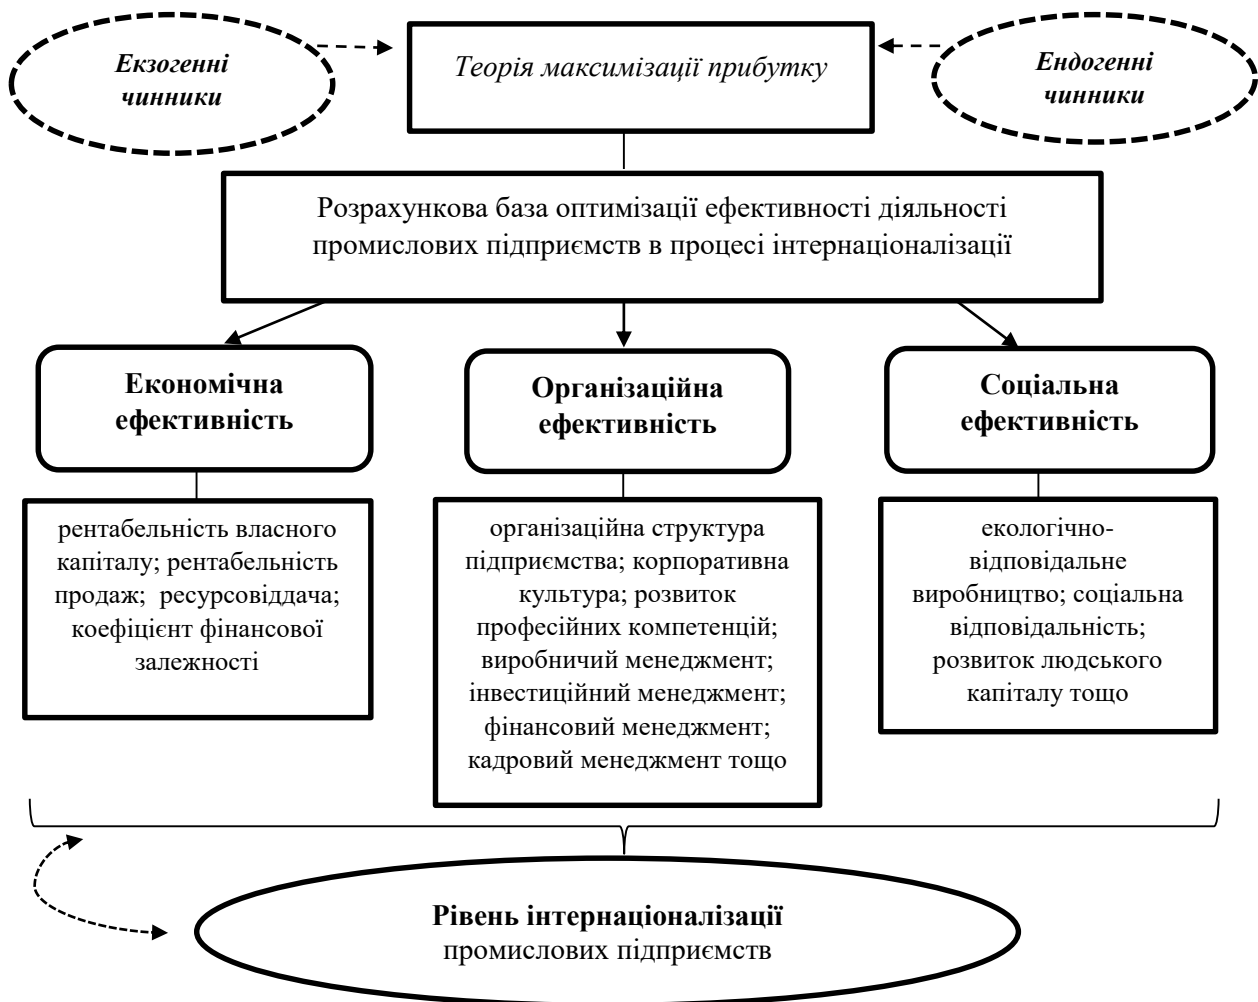 Екзогенні
чинники
Теорія максимізації прибутку
Ендогенні
чинники
Розрахункова база оптимізації ефективності діяльності
промислових підприємств в процесі інтернаціоналізації
Економічна
ефективність
Організаційна
ефективність
Соціальна
ефективність
рентабельність власного
капіталу; рентабельність
продаж;  ресурсовіддача;
коефіцієнт фінансової
залежності
організаційна структура
підприємства; корпоративна
культура; розвиток
професійних компетенцій;
виробничий менеджмент;
інвестиційний менеджмент;
фінансовий менеджмент;
кадровий менеджмент тощо
екологічно-
відповідальне
виробництво; соціальна
відповідальність;
розвиток людського
капіталу тощо
Рівень інтернаціоналізації
промислових підприємств